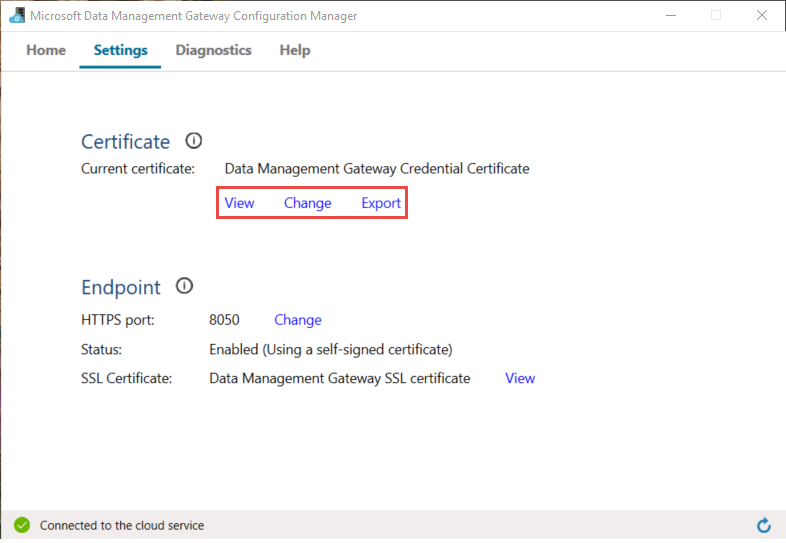 Microsoft Data Management Gateway Configuration Manager
Home Settings Diagnostics Help
Certificate
Current certificate: Data Management Gateway Credential Certificate
View Change Export
Endpoint
HTTPS port: 8050 Change
Status: Enabled (Using a self-signed certificate)
SSL Certificate: Data Management Gateway SSL certificate View
Connected to the cloud service